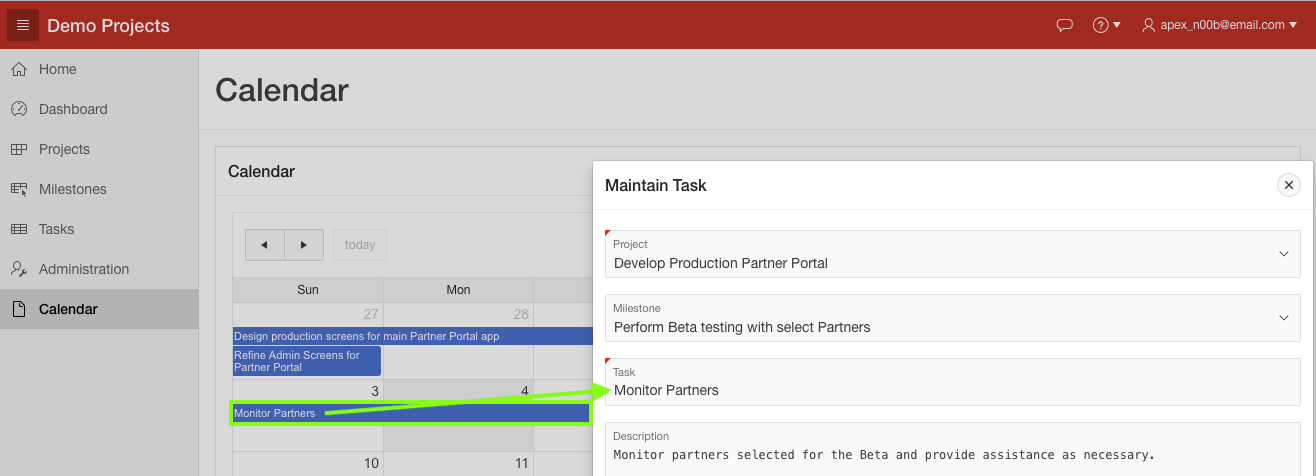 Demo Projects
apex_n00b@email.com
Home
Dashboard
Projects
Milestones
Tasks
Administration
Calendar
Calendar
Calendar
today
Sun
Mon
27
28
Design production screens for main Partner Portal app
Refine Admin Screens for
Partner Portal
3
4
Monitor Partners
10
11
Maintain Task
Project
Develop Production Partner Portal
Milestone
Perform Beta testing with select Partners
Task
Monitor Partners
Description
Monitor partners selected for the Beta and provide assistance as necessary.